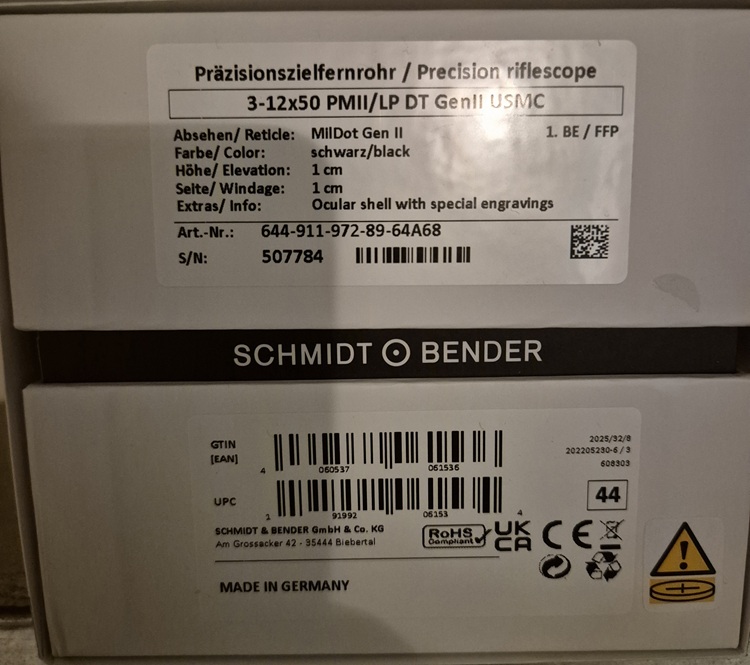 Präzisionszielfernrohr / Precision riflescope
3-12x50 PMII/LP DT GenII USMC
Absehen/ Reticle: MilDot Gen II 1. BE / FFP
Farbe/ Color: schwarz/black
Höhe/ Elevation: 1 cm
Seite/ Windage: 1 cm
Extras/ Info: Ocular shell with special engravings
Art.-Nr.: 644-911-972-89-64A68
S/N: 507784
SCHMIDT BENDER
GTIN
[EAN]
4 060537 061536
2025/32/8
202205230-6 / 3
608303
UPC
1 91992 06153 4
44
SCHMIDT & BENDER GmbH & Co. KG
Am Grossacker 42 - 35444 Biebertal
RoHS
Compliant
UK
CA
CE
MADE IN GERMANY